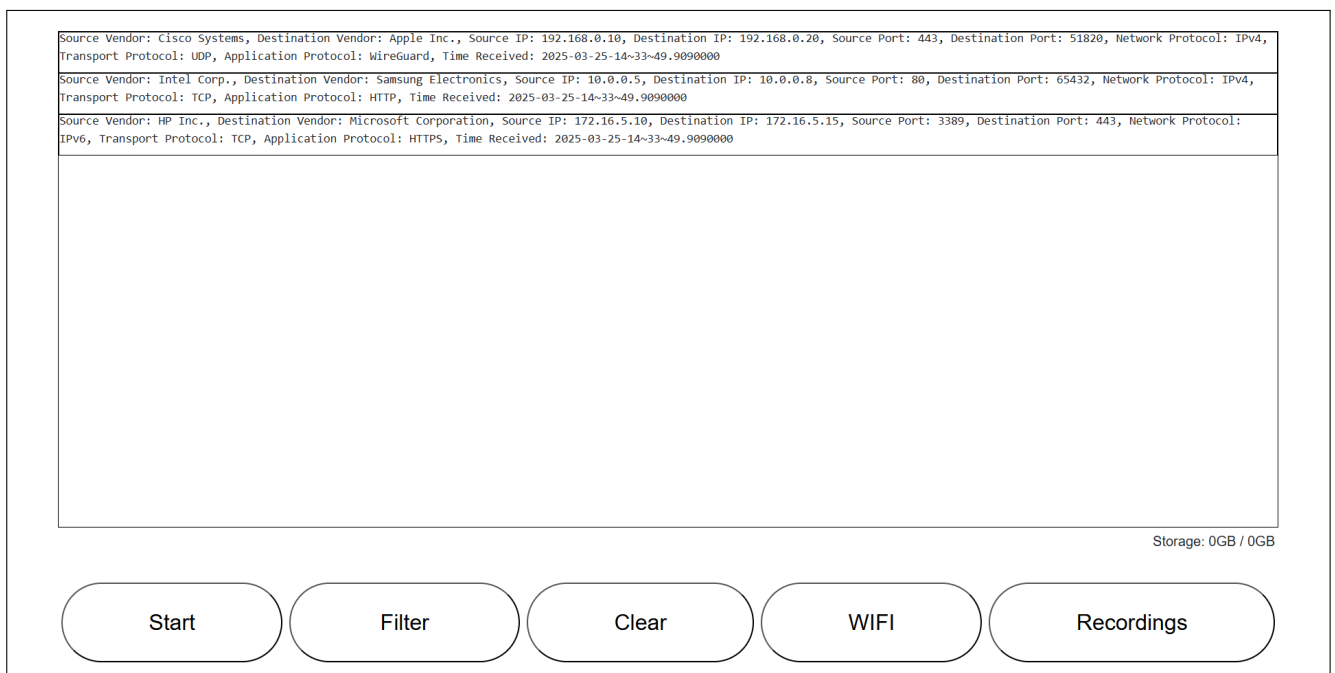 Source Vendor: Cisco Systems, Destination Vendor: Apple Inc., Source IP: 192.168.0.10, Destination IP: 192.168.0.20, Source Port: 443, Destination Port: 51820, Network Protocol: IPv4,
Transport Protocol: UDP, Application Protocol: WireGuard, Time Received: 2025-03-25-14~33~49.9090000
Source Vendor: Intel Corp., Destination Vendor: Samsung Electronics, Source IP: 10.0.0.5, Destination IP: 10.0.0.8, Source Port: 80, Destination Port: 65432, Network Protocol: IPv4,
Transport Protocol: TCP, Application Protocol: HTTP, Time Received: 2025-03-25-14~33~49.9090000
Source Vendor: HP Inc., Destination Vendor: Microsoft Corporation, Source IP: 172.16.5.10, Destination IP: 172.16.5.15, Source Port: 3389, Destination Port: 443, Network Protocol:
IPv6, Transport Protocol: TCP, Application Protocol: HTTPS, Time Received: 2025-03-25-14~33~49.9090000
Storage: 0GB / 0GB
Start Filter Clear WIFI Recordings